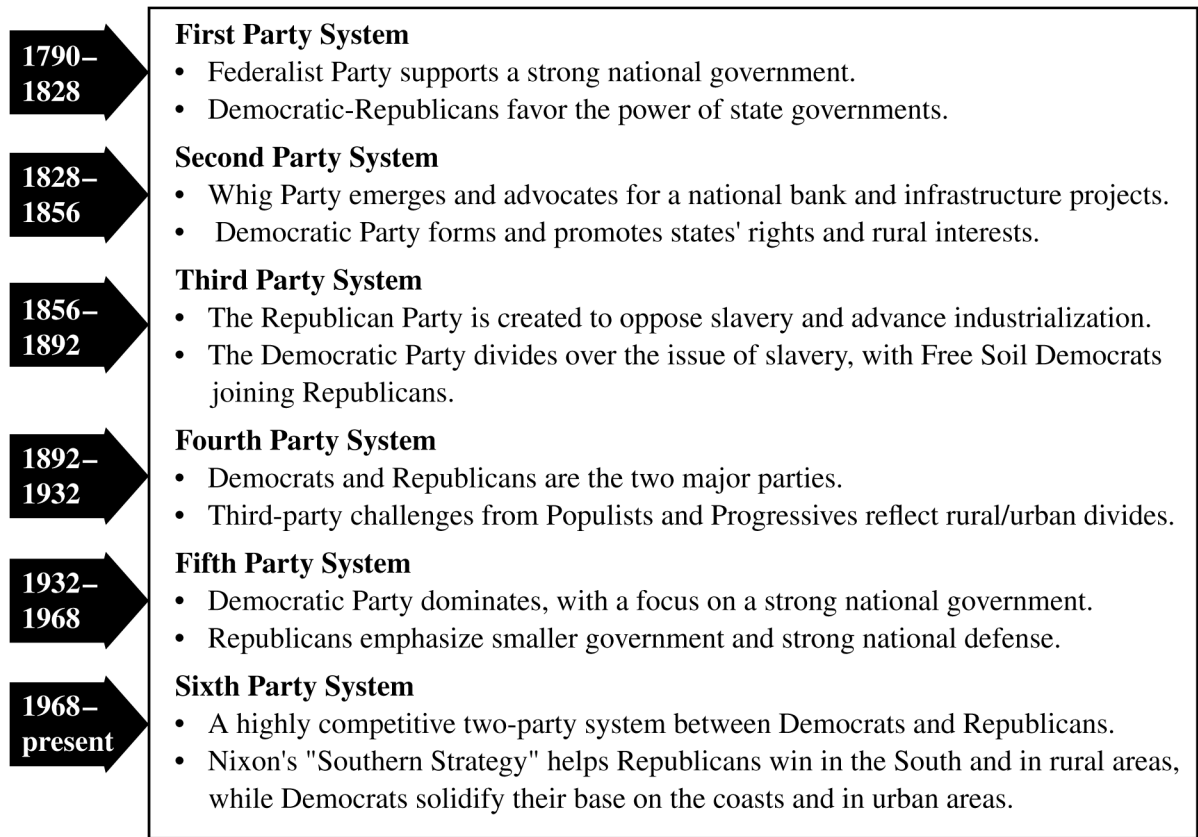 1790–
1828
First Party System
• Federalist Party supports a strong national government.
• Democratic-Republicans favor the power of state governments.
1828–
1856
Second Party System
• Whig Party emerges and advocates for a national bank and infrastructure projects.
• Democratic Party forms and promotes states' rights and rural interests.
1856–
1892
Third Party System
• The Republican Party is created to oppose slavery and advance industrialization.
• The Democratic Party divides over the issue of slavery, with Free Soil Democrats
joining Republicans.
1892–
1932
Fourth Party System
• Democrats and Republicans are the two major parties.
• Third-party challenges from Populists and Progressives reflect rural/urban divides.
1932–
1968
Fifth Party System
• Democratic Party dominates, with a focus on a strong national government.
• Republicans emphasize smaller government and strong national defense.
1968–
present
Sixth Party System
• A highly competitive two-party system between Democrats and Republicans.
• Nixon's "Southern Strategy" helps Republicans win in the South and in rural areas,
while Democrats solidify their base on the coasts and in urban areas.